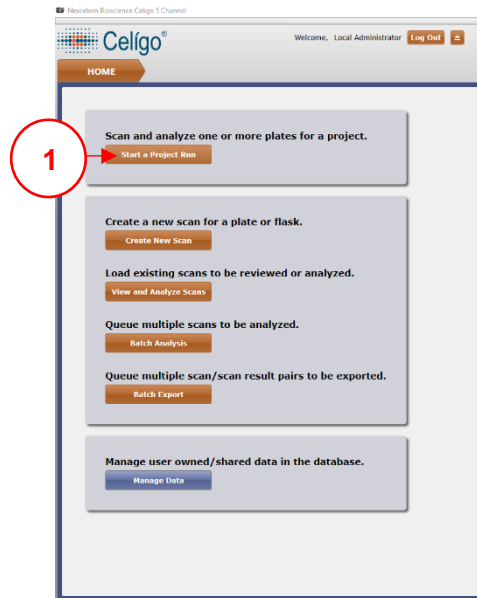 Nexcelom Bioscience Celigo 5 Channel
Celígo®
Welcome, Local Administrator Log Out
HOME
Scan and analyze one or more plates for a project.
1
Start a Project Run
Create a new scan for a plate or flask.
Create New Scan
Load existing scans to be reviewed or analyzed.
View and Analyze Scans
Queue multiple scans to be analyzed.
Batch Analysis
Queue multiple scan/scan result pairs to be exported.
Batch Export
Manage user owned/shared data in the database.
Manage Data